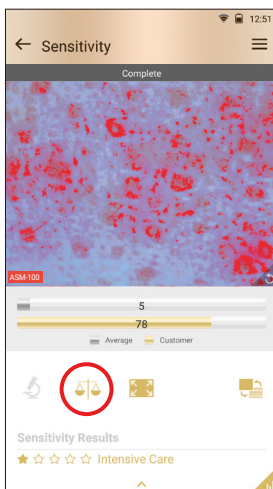 12:51
Sensitivity
Complete
ASM-100
5
78
Average Customer
Sensitivity Results
Intensive Care